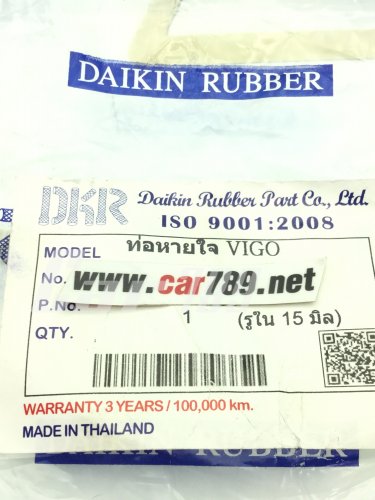 DAIKIN RUBBER
DKR Daikin Rubber Part Co., Ltd.
ISO 9001:2008
MODEL ท่อหายใจ VIGO
No. www.car789.net
P.No.
QTY. 1 (รูใน 15 มิล)
WARRANTY 3 YEARS / 100,000 km.
MADE IN THAILAND
DAIKIN RUBBER